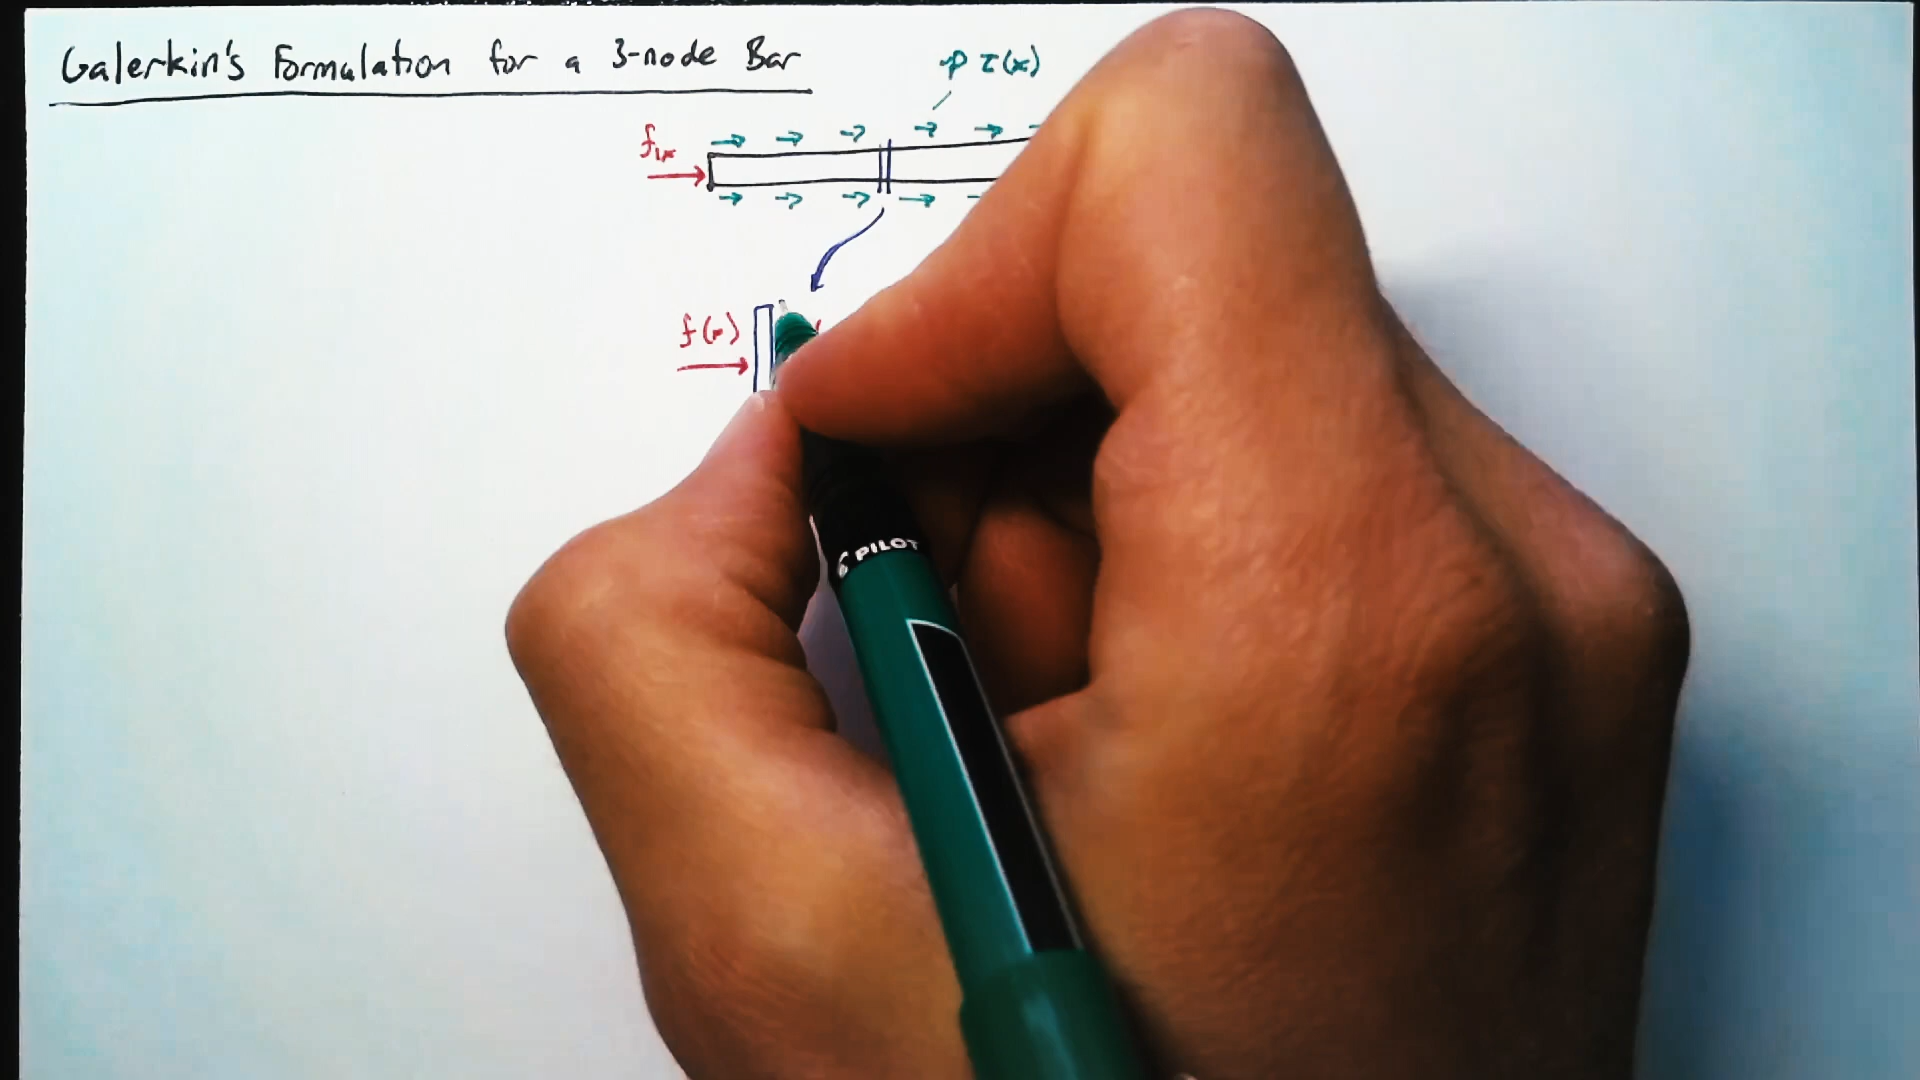 Galerkin's Formulation for a 3-node Bar
p τ(x)
f1x
f(x)
PILOT